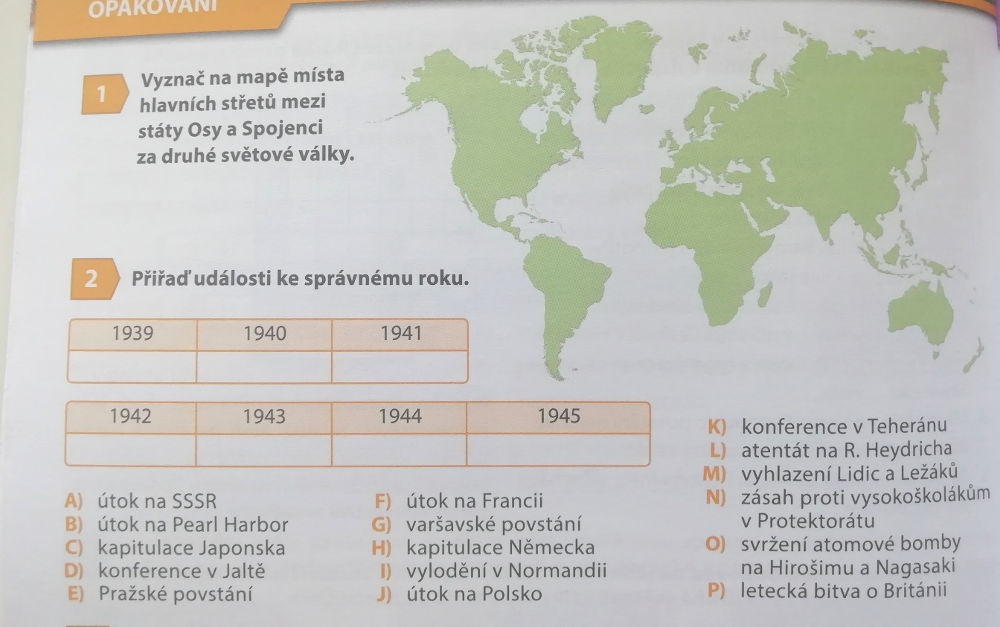 OPAKOVÁNÍ
1
Vyznač na mapě místa
hlavních střetů mezi
státy Osy a Spojenci
za druhé světové války.
2
Přiřaď události ke správnému roku.
1939 1940 1941
1942 1943 1944 1945
A) útok na SSSR
B) útok na Pearl Harbor
C) kapitulace Japonska
D) konference v Jaltě
E) Pražské povstání
F) útok na Francii
G) varšavské povstání
H) kapitulace Německa
I) vylodění v Normandii
J) útok na Polsko
K) konference v Teheránu
L) atentát na R. Heydricha
M) vyhlazení Lidic a Ležáků
N) zásah proti vysokoškolákům
v Protektorátu
O) svržení atomové bomby
na Hirošimu a Nagasaki
P) letecká bitva o Británii